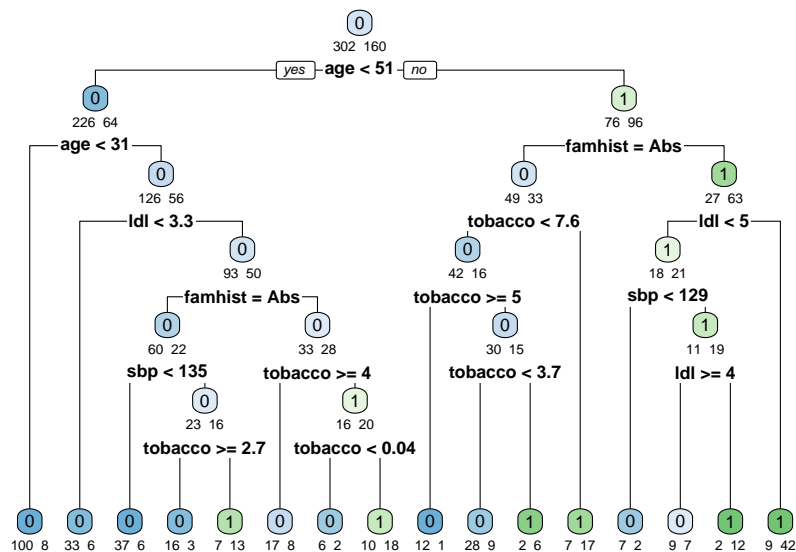 0
302 160
yes age < 51 no
0 1
226 64 76 96
age < 31 famhist = Abs
0 0 1
126 56 49 33 27 63
ldl < 3.3 tobacco < 7.6 ldl < 5
0 0 1
93 50 42 16 18 21
famhist = Abs tobacco >= 5 sbp < 129
0 0 0 1
60 22 33 28 30 15 11 19
sbp < 135 tobacco >= 4 tobacco < 3.7 ldl >= 4
0 1
23 16 16 20
tobacco >= 2.7 tobacco < 0.04
0 0 0 0 1 0 0 1 0 0 1 1 0 0 1 1
100 8 33 6 37 6 16 3 7 13 17 8 6 2 10 18 12 1 28 9 2 6 7 17 7 2 9 7 2 12 9 42